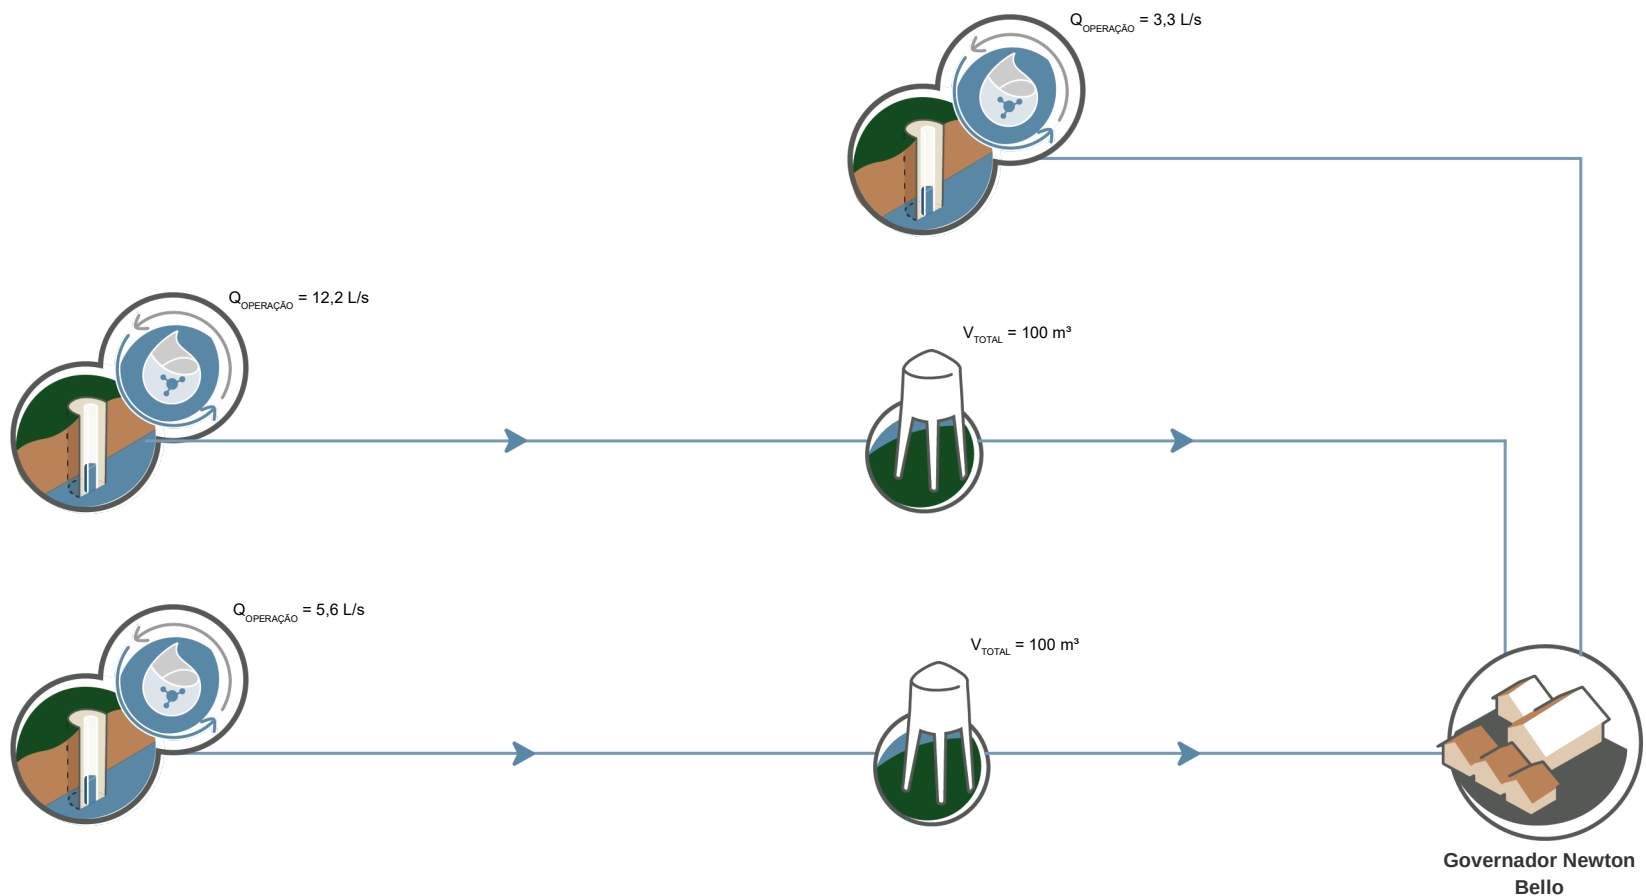 Q OPERAÇÃO = 3,3 L/s
Q OPERAÇÃO = 12,2 L/s
V TOTAL = 100 m³
Q OPERAÇÃO = 5,6 L/s
V TOTAL = 100 m³
Governador Newton
Bello